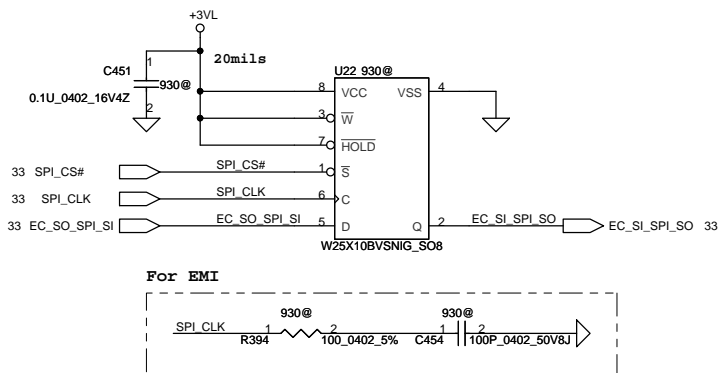 +3VL
20mils
C451
1
930@
0.1U_0402_16V4Z
2
U22 930@
8 VCC VSS 4
3 W
7 HOLD
33 SPI_CS# SPI_CS# 1 S
33 SPI_CLK SPI_CLK 6 C
33 EC_SO_SPI_SI EC_SO_SPI_SI 5 D Q 2 EC_SI_SPI_SO EC_SI_SPI_SO 33
W25X10BVSNIG_SO8
For EMI
930@ 930@
SPI_CLK 1 2 1 2
R394 100_0402_5% C454 100P_0402_50V8J